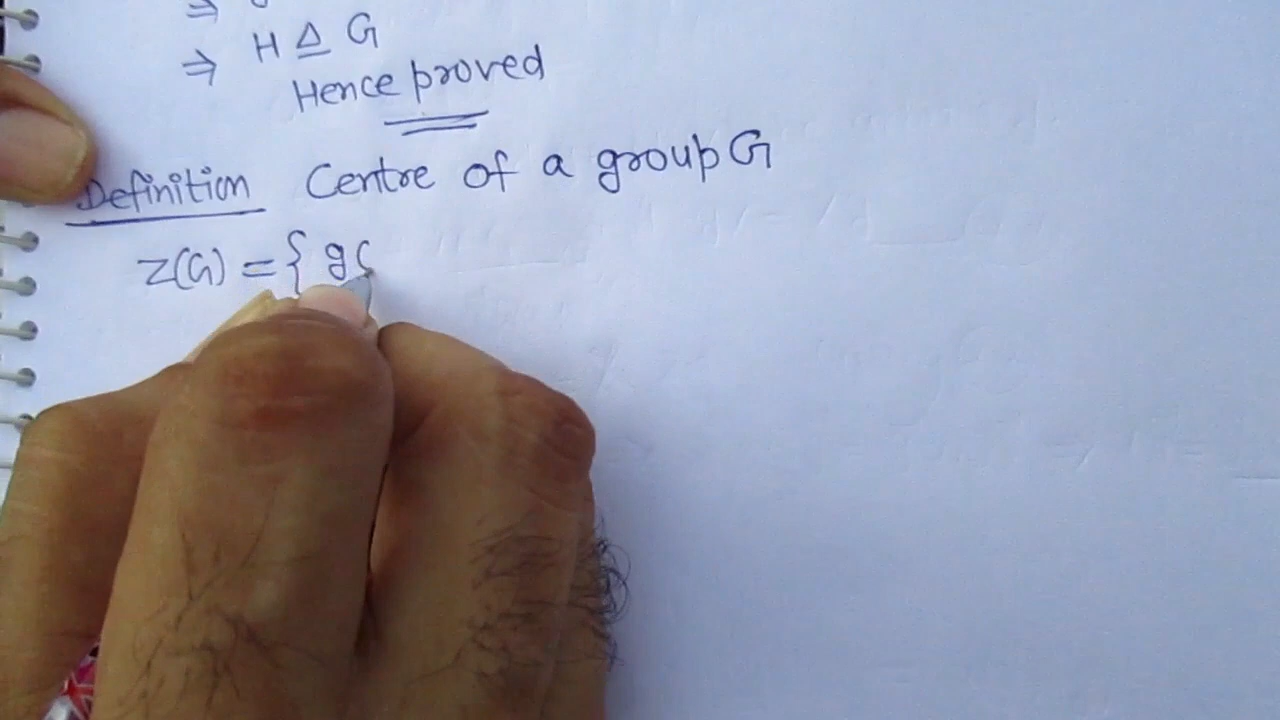 ⇒
⇒ H ⊴ G
Hence proved
Definition Centre of a group G
Z(G) = { g